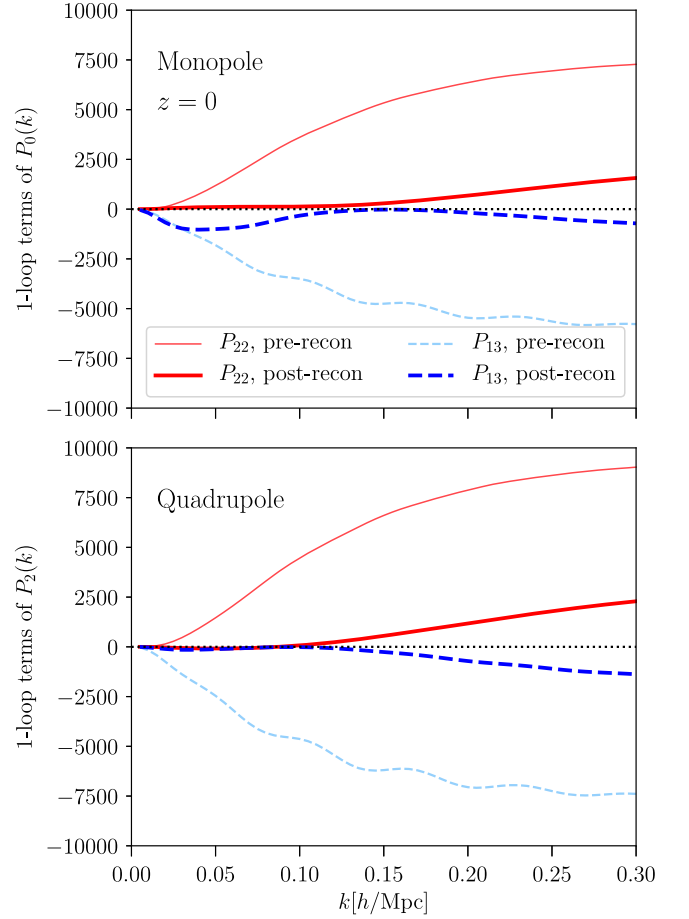 10000
7500
5000
2500
0
−2500
−5000
−7500
−10000
1-loop terms of P₀(k)
Monopole
z = 0
P₂₂, pre-recon
P₂₂, post-recon
P₁₃, pre-recon
P₁₃, post-recon
10000
7500
5000
2500
0
−2500
−5000
−7500
−10000
1-loop terms of P₂(k)
Quadrupole
0.00 0.05 0.10 0.15 0.20 0.25 0.30
k[h/Mpc]